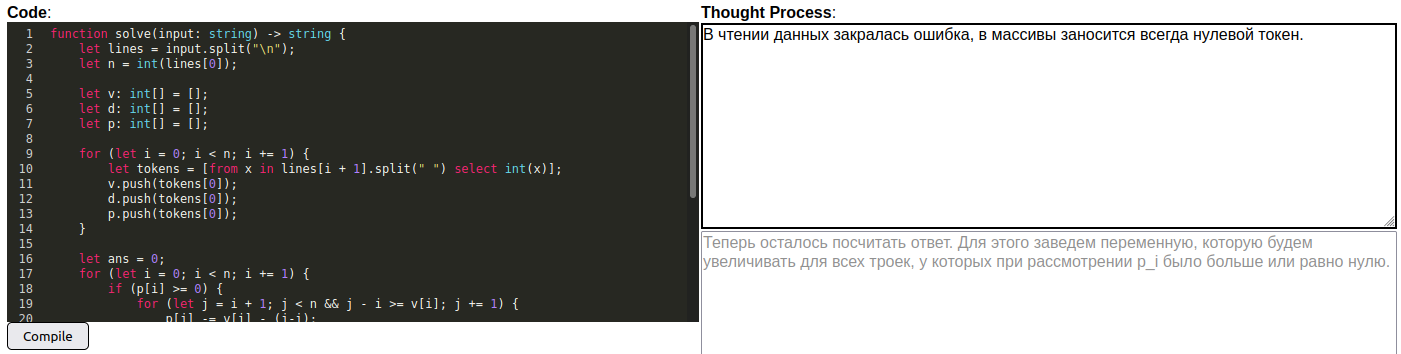 Code:
1 function solve(input: string) -> string {
2 let lines = input.split("\n");
3 let n = int(lines[0]);
4
5 let v: int[] = [];
6 let d: int[] = [];
7 let p: int[] = [];
8
9 for (let i = 0; i < n; i += 1) {
10 let tokens = [from x in lines[i + 1].split(" ") select int(x)];
11 v.push(tokens[0]);
12 d.push(tokens[0]);
13 p.push(tokens[0]);
14 }
15
16 let ans = 0;
17 for (let i = 0; i < n; i += 1) {
18 if (p[i] >= 0) {
19 for (let j = i + 1; j < n && j - i >= v[i]; j += 1) {
20 p[j] -= v[i] - (j-i);
Compile
Thought Process:
В чтении данных закралась ошибка, в массивы заносится всегда нулевой токен.
Теперь осталось посчитать ответ. Для этого заведем переменную, которую будем
увеличивать для всех троек, у которых при рассмотрении p_i было больше или равно нулю.